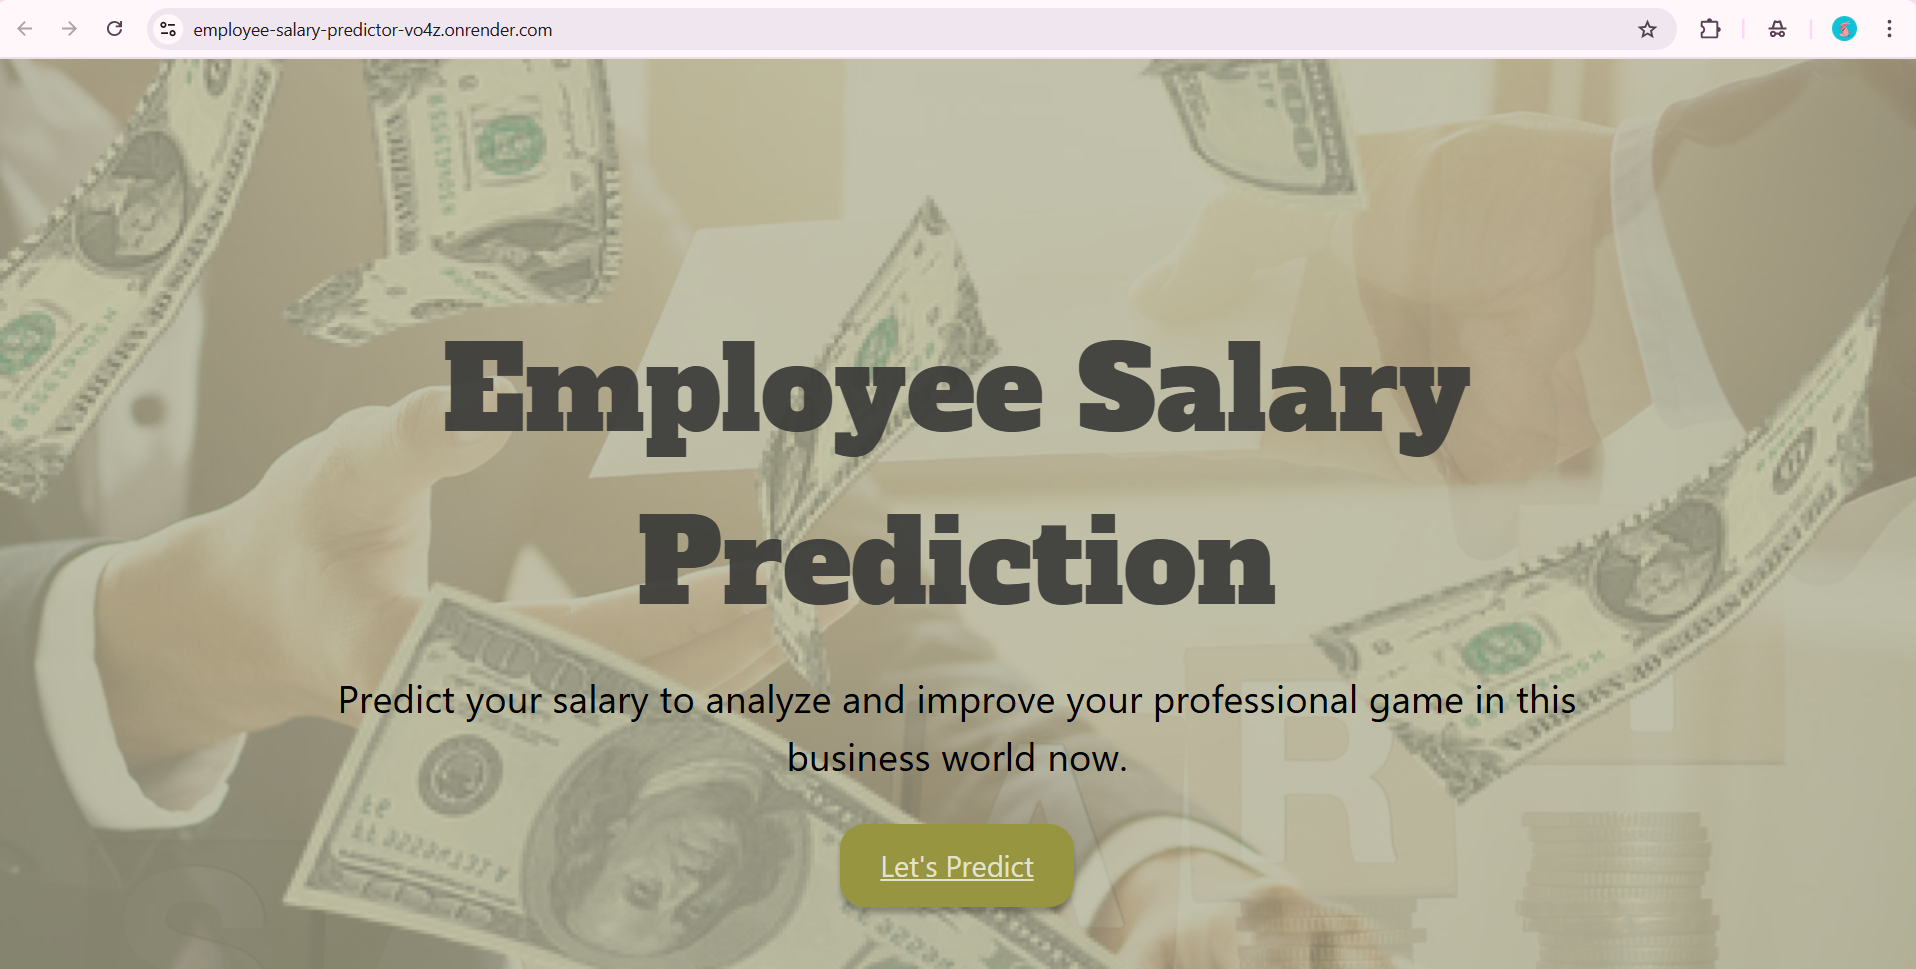 employee-salary-predictor-vo4z.onrender.com
Employee Salary
Prediction
Predict your salary to analyze and improve your professional game in this
business world now.
Let's Predict